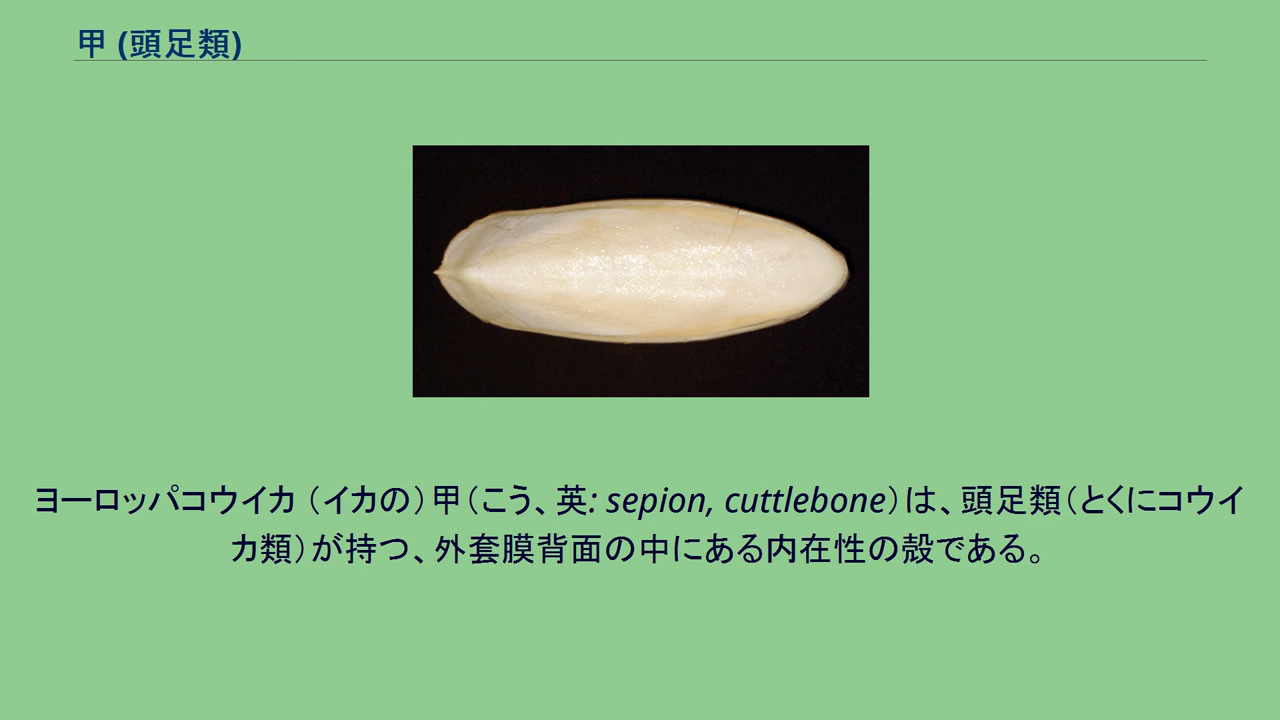 甲 (頭足類)
ヨーロッパコウイカ （イカの）甲（こう、英: sepion, cuttlebone）は、頭足類（とくにコウイ
カ類）が持つ、外套膜背面の中にある内在性の殻である。